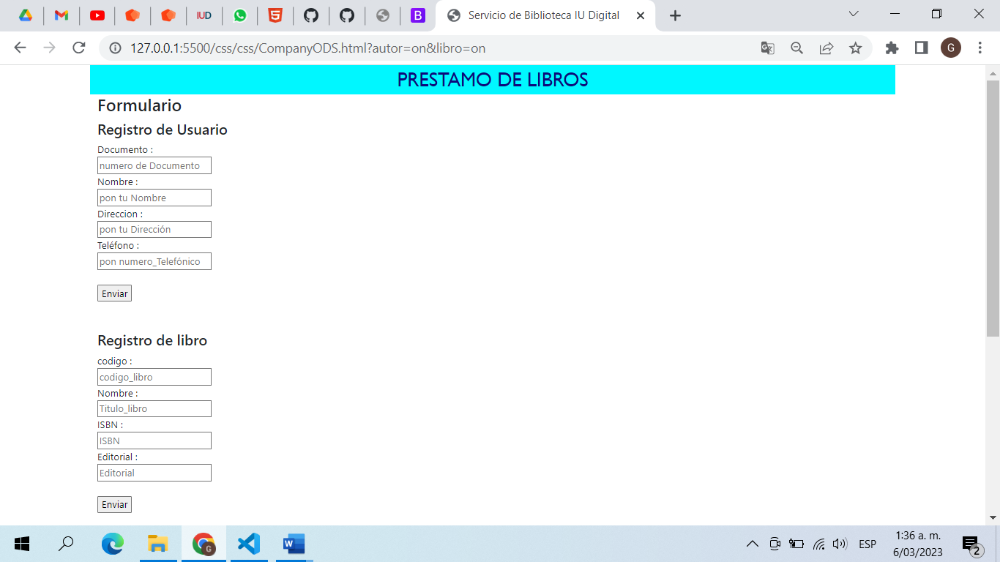 IUD
B
Servicio de Biblioteca IU Digital
127.0.0.1:5500/css/css/CompanyODS.html?autor=on&libro=on
G
PRESTAMO DE LIBROS
Formulario
Registro de Usuario
Documento :
numero de Documento
Nombre :
pon tu Nombre
Direccion :
pon tu Dirección
Teléfono :
pon numero_Telefónico
Enviar
Registro de libro
codigo :
codigo_libro
Nombre :
Titulo_libro
ISBN :
ISBN
Editorial :
Editorial
Enviar
G
W
ESP
1:36 a. m.
6/03/2023
2